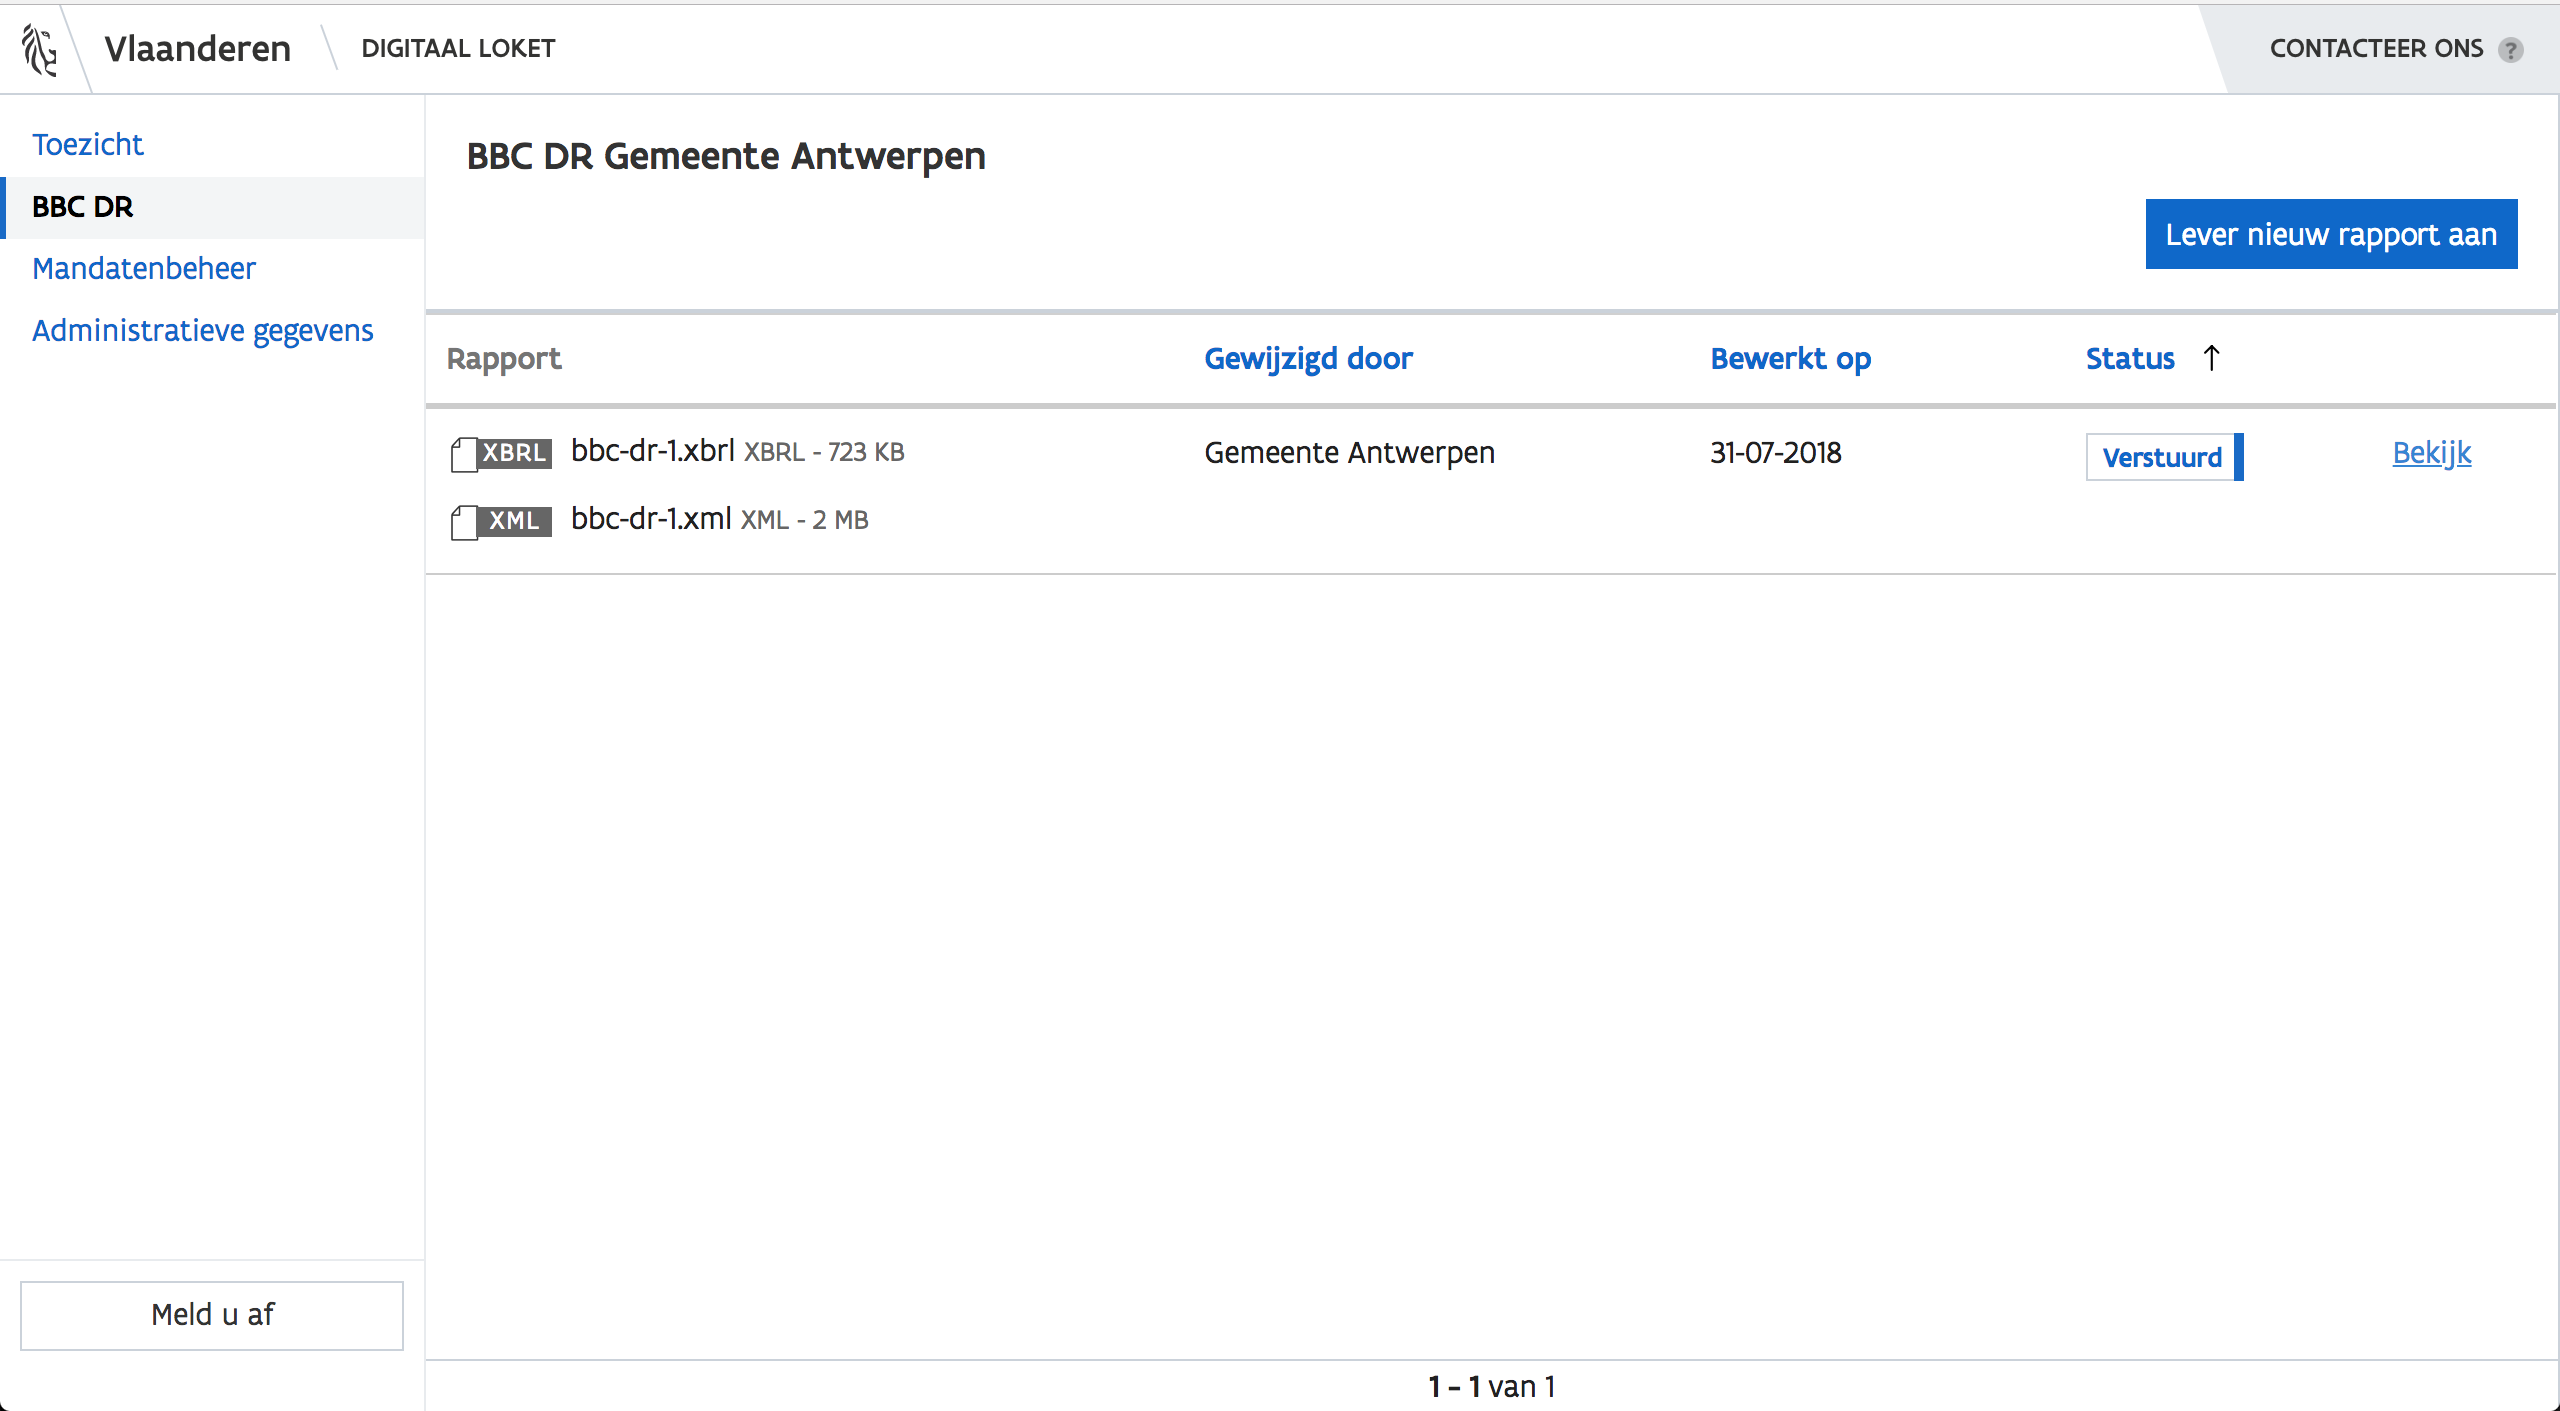 Vlaanderen DIGITAAL LOKET CONTACTEER ONS ?
Toezicht
BBC DR
Mandatenbeheer
Administratieve gegevens
BBC DR Gemeente Antwerpen
Lever nieuw rapport aan
Rapport Gewijzigd door Bewerkt op Status ↑
XBRL bbc-dr-1.xbrl XBRL - 723 KB Gemeente Antwerpen 31-07-2018 Verstuurd Bekijk
XML bbc-dr-1.xml XML - 2 MB
Meld u af
1 - 1 van 1